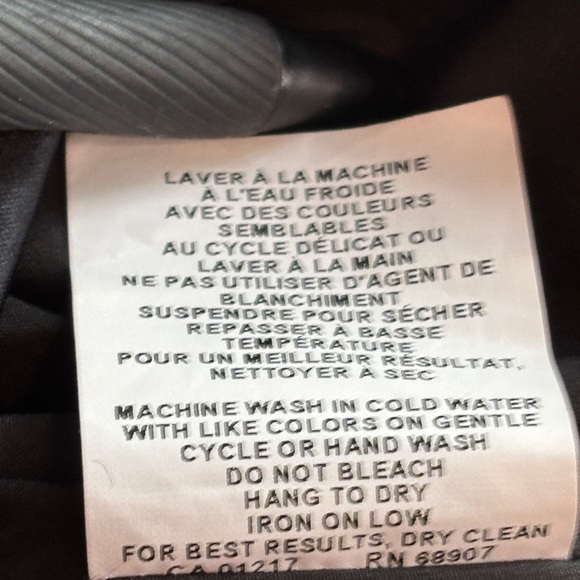 LAVER À LA MACHINE
À L'EAU FROIDE
AVEC DES COULEURS
SEMBLABLES
AU CYCLE DÉLICAT OU
LAVER À LA MAIN
NE PAS UTILISER D'AGENT DE
BLANCHIMENT
SUSPENDRE POUR SÉCHER
REPASSER À BASSE
TEMPÉRATURE
POUR UN MEILLEUR RÉSULTAT,
NETTOYER À SEC
MACHINE WASH IN COLD WATER
WITH LIKE COLORS ON GENTLE
CYCLE OR HAND WASH
DO NOT BLEACH
HANG TO DRY
IRON ON LOW
FOR BEST RESULTS, DRY CLEAN
CA 01217 RN 68907